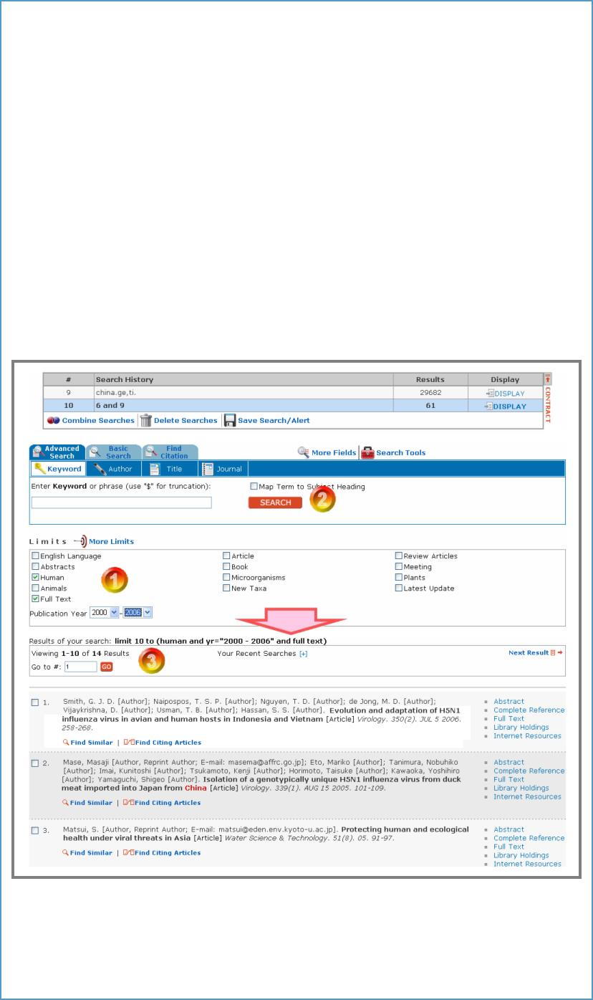 # Search History Results Display
9 china.ge,ti. 29682 DISPLAY
10 6 and 9 61 DISPLAY
CONTRACT
Combine Searches Delete Searches Save Search/Alert
Advanced Search Basic Search Find Citation More Fields Search Tools
Keyword Author Title Journal
Enter Keyword or phrase (use "$" for truncation): Map Term to Subject Heading
SEARCH 2
Limits More Limits
English Language Article Review Articles
Abstracts Book Meeting
Human 1 Microorganisms Plants
Animals New Taxa Latest Update
Full Text
Publication Year 2000 - 2006
Results of your search: limit 10 to (human and yr="2000 - 2006" and full text)
Viewing 1-10 of 14 Results 3 Your Recent Searches [+] Next Result
Go to #: 1 GO
1. Smith, G. J. D. [Author]; Naipospos, T. S. P. [Author]; Nguyen, T. D. [Author]; de Jong, M. D. [Author];
Vijaykrishna, D. [Author]; Usman, T. B. [Author]; Hassan, S. S. [Author]. Evolution and adaptation of H5N1
influenza virus in avian and human hosts in Indonesia and Vietnam [Article] Virology. 350(2). JUL 5 2006.
258-268.
Find Similar | Find Citing Articles
Abstract
Complete Reference
Full Text
Library Holdings
Internet Resources
2. Mase, Masaji [Author, Reprint Author; E-mail: masema@affrc.go.jp]; Eto, Mariko [Author]; Tanimura, Nobuhiko
[Author]; Imai, Kunitoshi [Author]; Tsukamoto, Kenji [Author]; Horimoto, Taisuke [Author]; Kawaoka, Yoshihiro
[Author]; Yamaguchi, Shigeo [Author]. Isolation of a genotypically unique H5N1 influenza virus from duck
meat imported into Japan from China [Article] Virology. 339(1). AUG 15 2005. 101-109.
Find Similar | Find Citing Articles
Abstract
Complete Reference
Full Text
Library Holdings
Internet Resources
3. Matsui, S. [Author, Reprint Author; E-mail: matsui@eden.env.kyoto-u.ac.jp]. Protecting human and ecological
health under viral threats in Asia [Article] Water Science & Technology. 51(8). 05. 91-97.
Find Similar | Find Citing Articles
Abstract
Complete Reference
Full Text
Library Holdings
Internet Resources